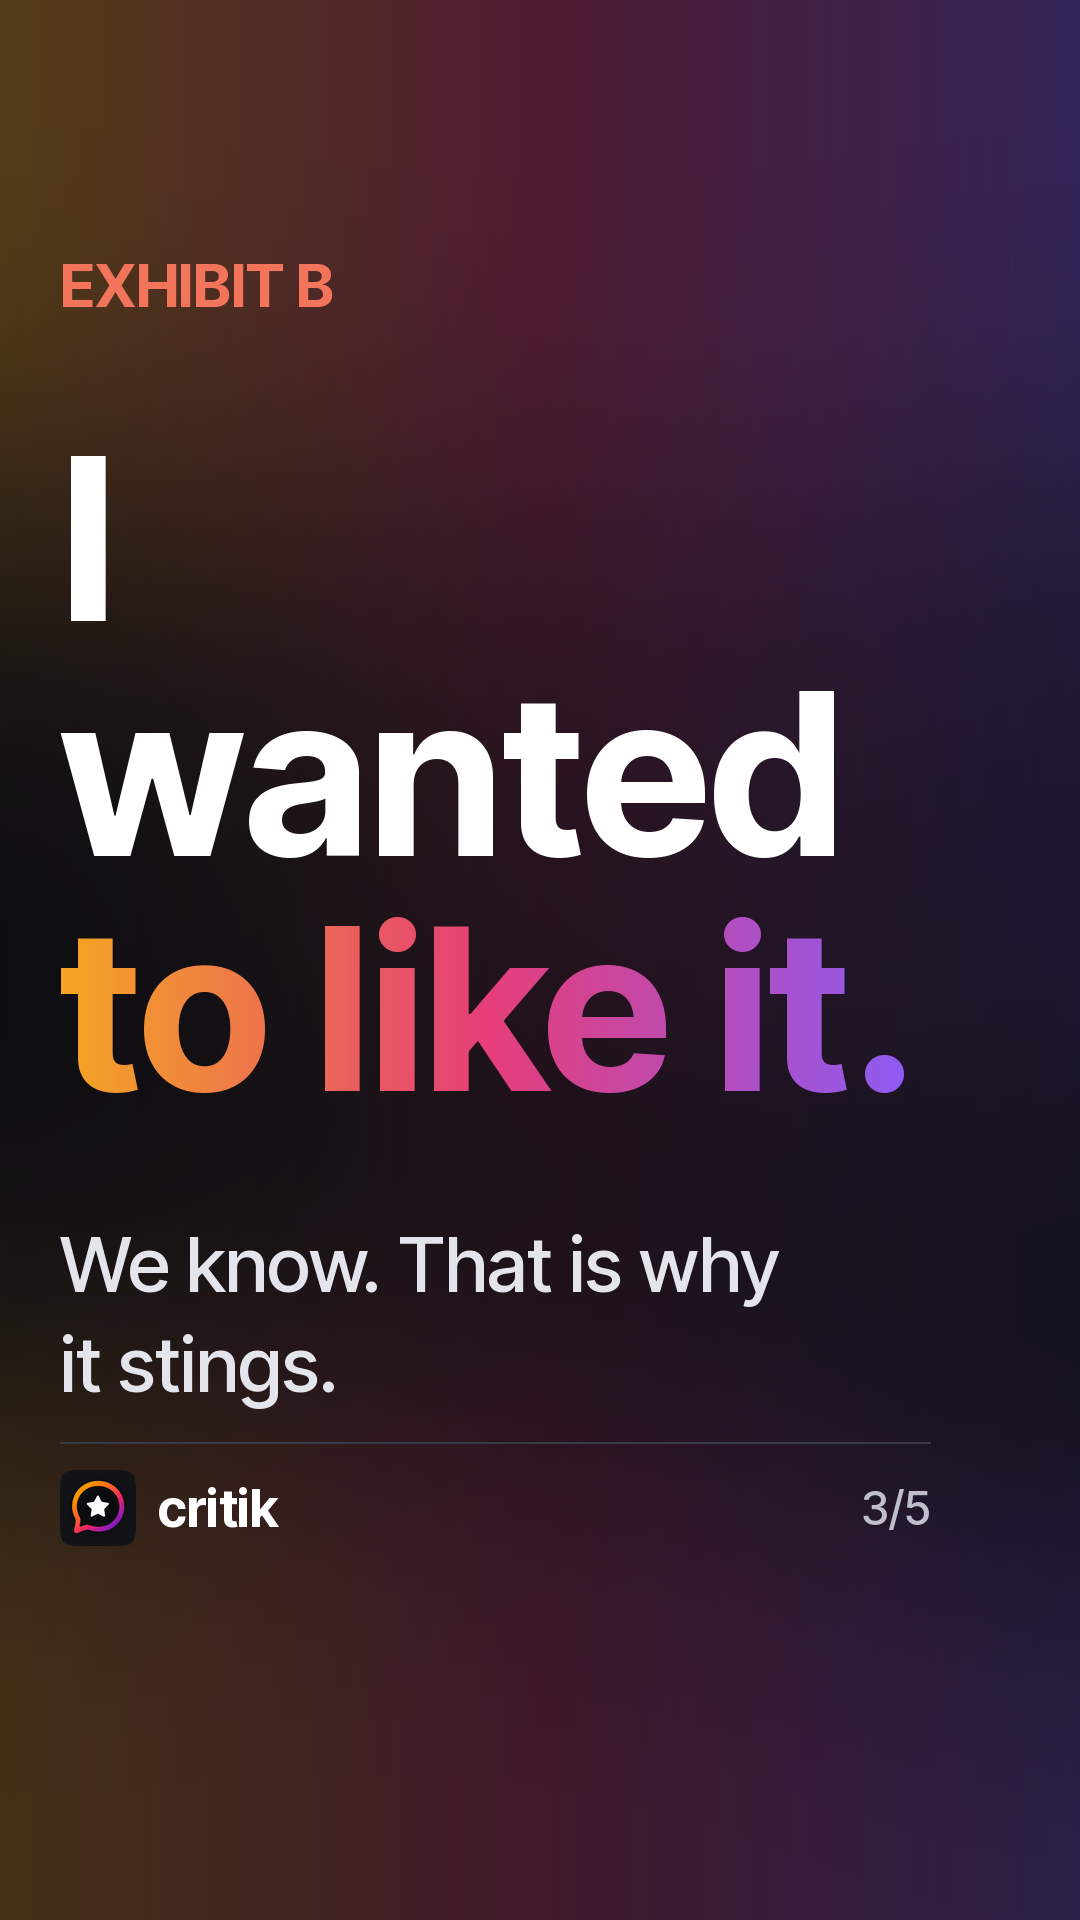 EXHIBIT B
I
wanted
to like it.
We know. That is why
it stings.
critik
3/5